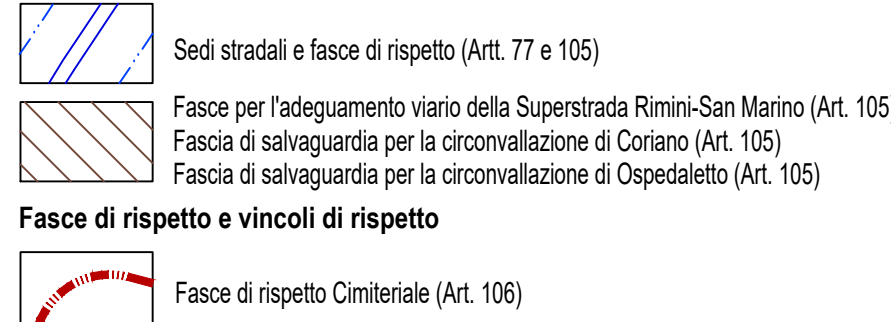 Sedi stradali e fasce di rispetto (Artt. 77 e 105)
Fasce per l'adeguamento viario della Superstrada Rimini-San Marino (Art. 105)
Fascia di salvaguardia per la circonvallazione di Coriano (Art. 105)
Fascia di salvaguardia per la circonvallazione di Ospedaletto (Art. 105)
Fasce di rispetto e vincoli di rispetto
Fasce di rispetto Cimiteriale (Art. 106)